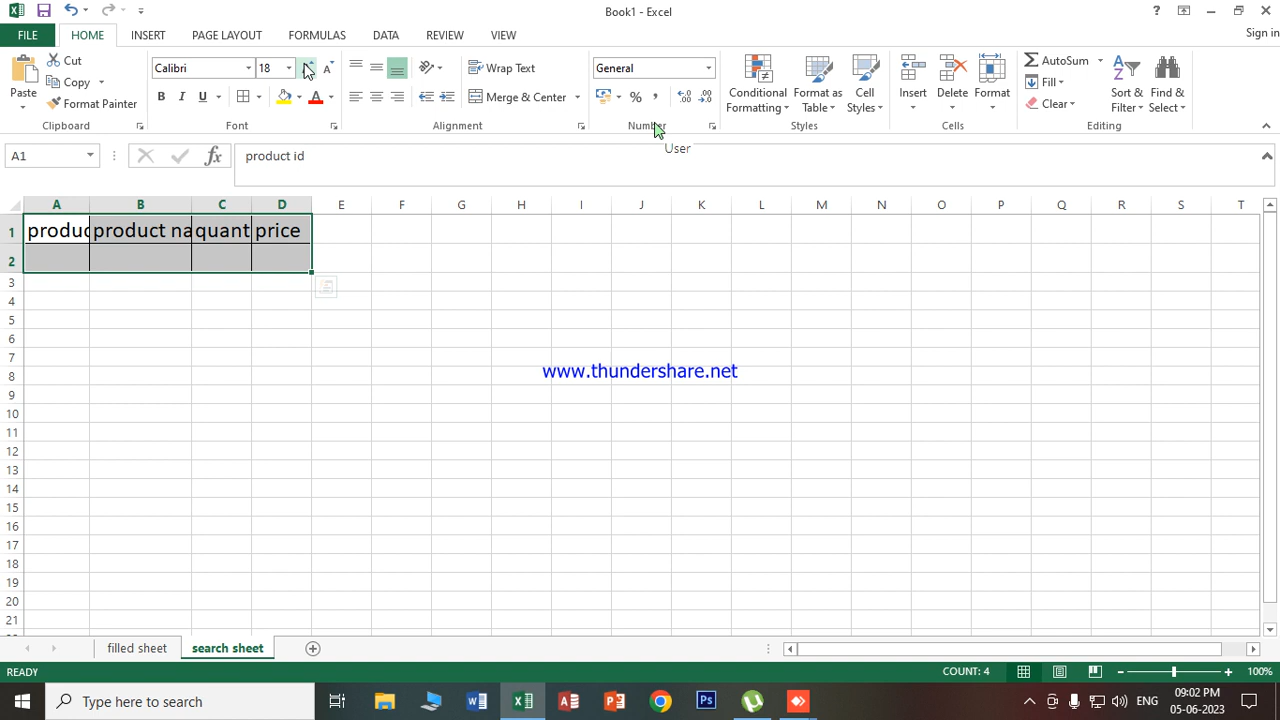 Book1 - Excel
?
Sign in
FILE
HOME
INSERT
PAGE LAYOUT
FORMULAS
DATA
REVIEW
VIEW
Paste
Cut
Copy
Format Painter
Clipboard
Calibri
18
B I U
A
A
Font
Wrap Text
Merge & Center
Alignment
General
%
Number
User
Conditional
Formatting
Format as
Table
Cell
Styles
Styles
Insert
Delete
Format
Cells
AutoSum
Fill
Clear
Sort &
Filter
Find &
Select
Editing
A1
fx
product id
A B C D E F G H I J K L M N O P Q R S T
1 produc product na quant price
2
3
4
5
6
7
www.thundershare.net
8
9
10
11
12
13
14
15
16
17
18
19
20
21
filled sheet
search sheet
READY
COUNT: 4
100%
Type here to search
ENG
09:02 PM
05-06-2023